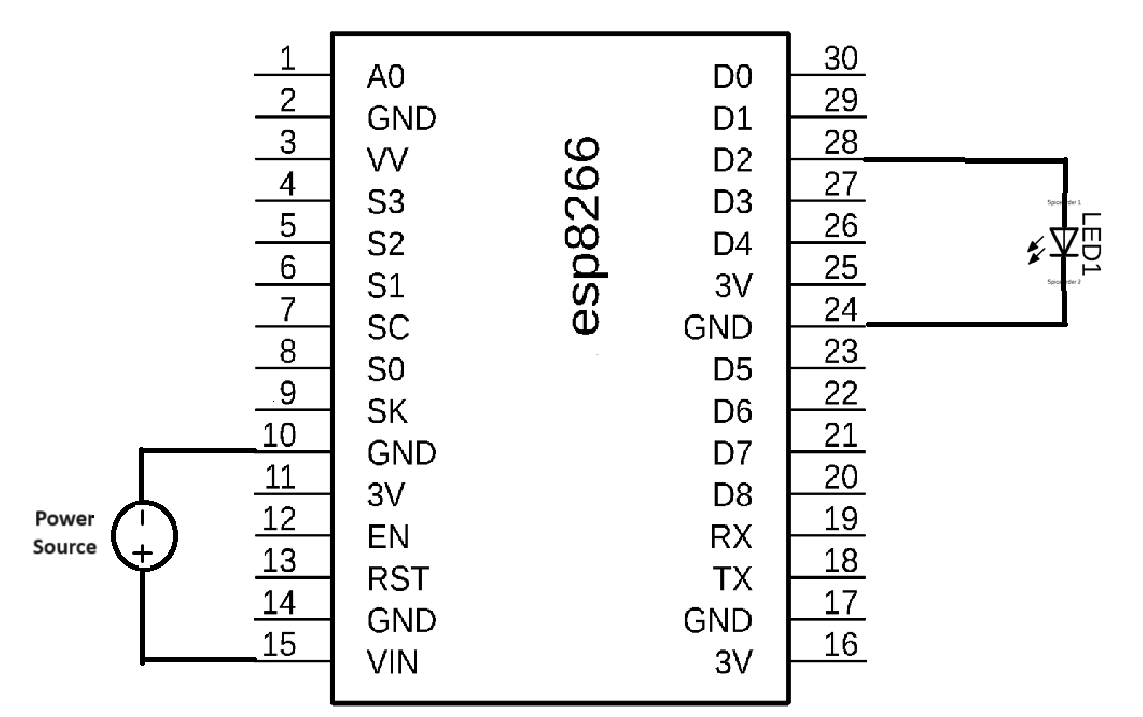 1
A0
D0
30
2
GND
D1
29
3
VV
D2
28
4
S3
D3
27
5
S2
D4
26
6
S1
3V
25
7
SC
GND
24
8
S0
D5
23
9
SK
D6
22
10
GND
D7
21
11
3V
D8
20
12
EN
RX
19
13
RST
TX
18
14
GND
GND
17
15
VIN
3V
16
esp8266
LED1
Power
Source
-
+